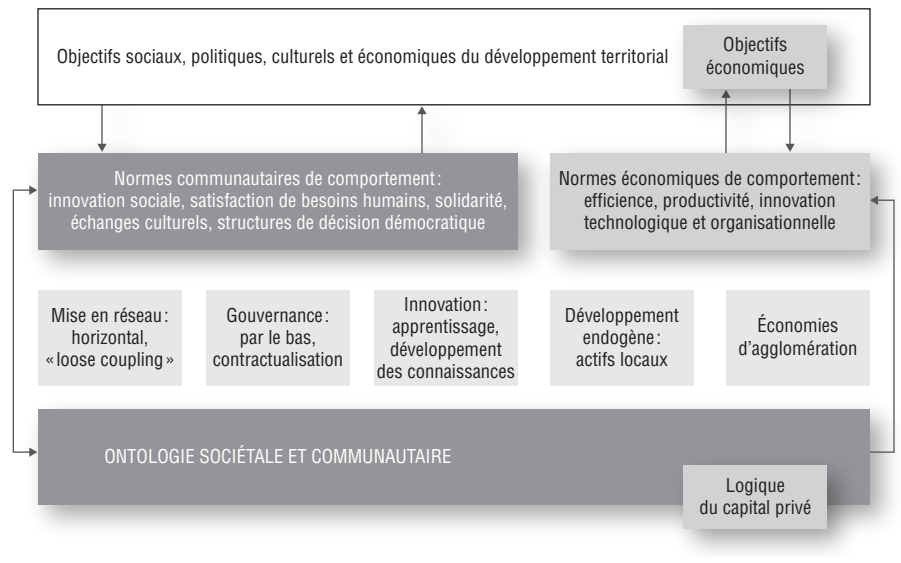 Objectifs sociaux, politiques, culturels et économiques du développement territorial
Objectifs
économiques
Normes communautaires de comportement :
innovation sociale, satisfaction de besoins humains, solidarité,
échanges culturels, structures de décision démocratique
Normes économiques de comportement :
efficience, productivité, innovation
technologique et organisationnelle
Mise en réseau :
horizontal,
« loose coupling »
Gouvernance :
par le bas,
contractualisation
Innovation :
apprentissage,
développement
des connaissances
Développement
endogène :
actifs locaux
Économies
d'agglomération
ONTOLOGIE SOCIÉTALE ET COMMUNAUTAIRE
Logique
du capital privé